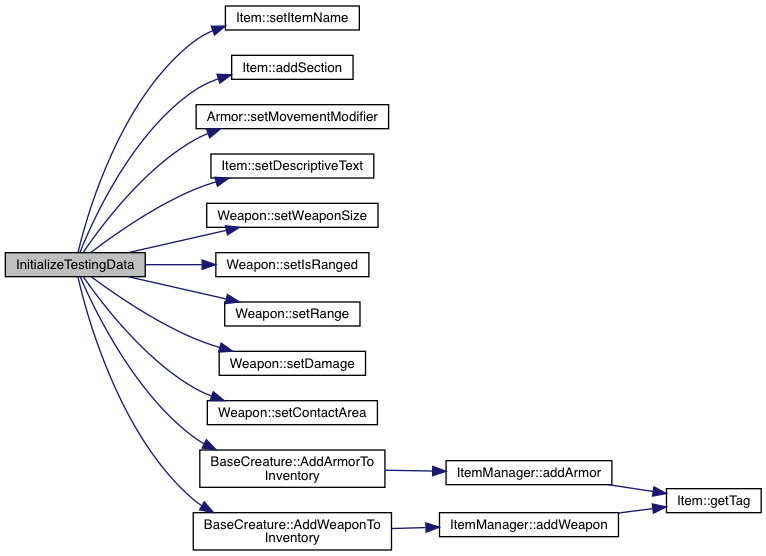 Item::setItemName
Item::addSection
Armor::setMovementModifier
Item::setDescriptiveText
Weapon::setWeaponSize
InitializeTestingData
Weapon::setIsRanged
Weapon::setRange
Weapon::setDamage
Weapon::setContactArea
BaseCreature::AddArmorTo
Inventory
ItemManager::addArmor
Item::getTag
BaseCreature::AddWeaponTo
Inventory
ItemManager::addWeapon